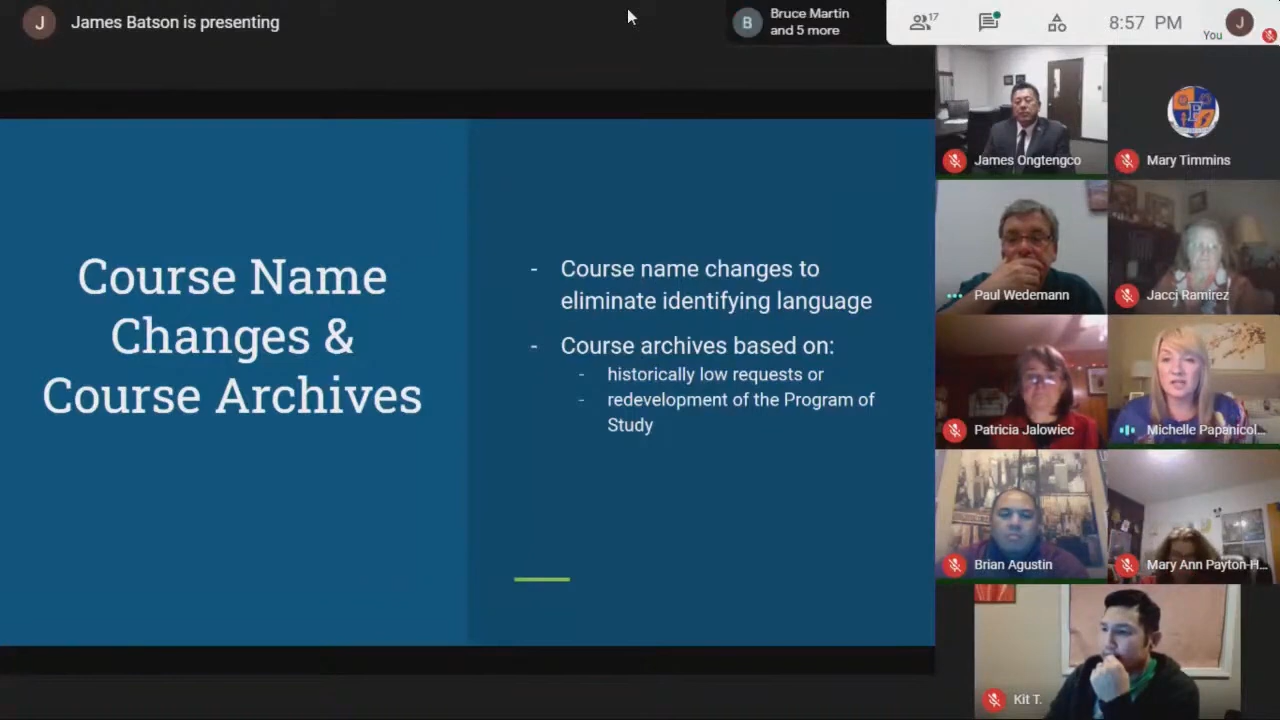 J
James Batson is presenting
B
Bruce Martin
and 5 more
17
8:57 PM
You
J
Course Name
Changes &
Course Archives
- Course name changes to
eliminate identifying language
- Course archives based on:
- historically low requests or
- redevelopment of the Program of
Study
James Ongtengco
F
Mary Timmins
Paul Wedemann
Jacci Ramirez
Patricia Jalowiec
Michelle Papanicol...
Brian Agustin
Mary Ann Payton-H...
Kit T.